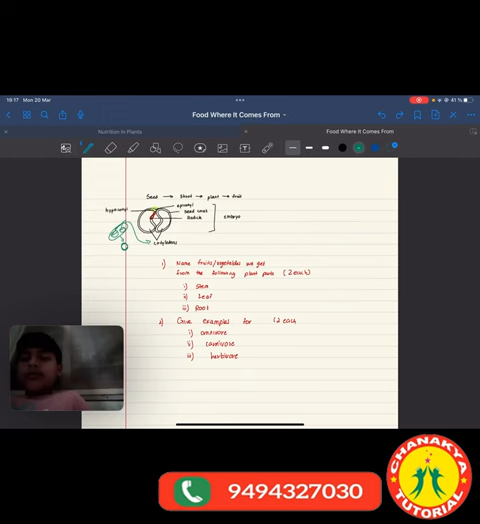 19:17 Mon 20 Mar
41 %
Food Where It Comes From
Nutrition In Plants
Food Where It Comes From
Seed → Shoot → plant → fruit
epicotyl
hypocotyl
Seed coat
Radicle
Embryo
cotyledons
1) Name fruits/vegetables we get
from the following plant parts (2 each)
i) Stem
ii) Leaf
iii) Root
2) Give examples for (2 each
i) omnivore
ii) carnivore
iii) herbivore
9494327030
CHANAKYA
TUTORIAL